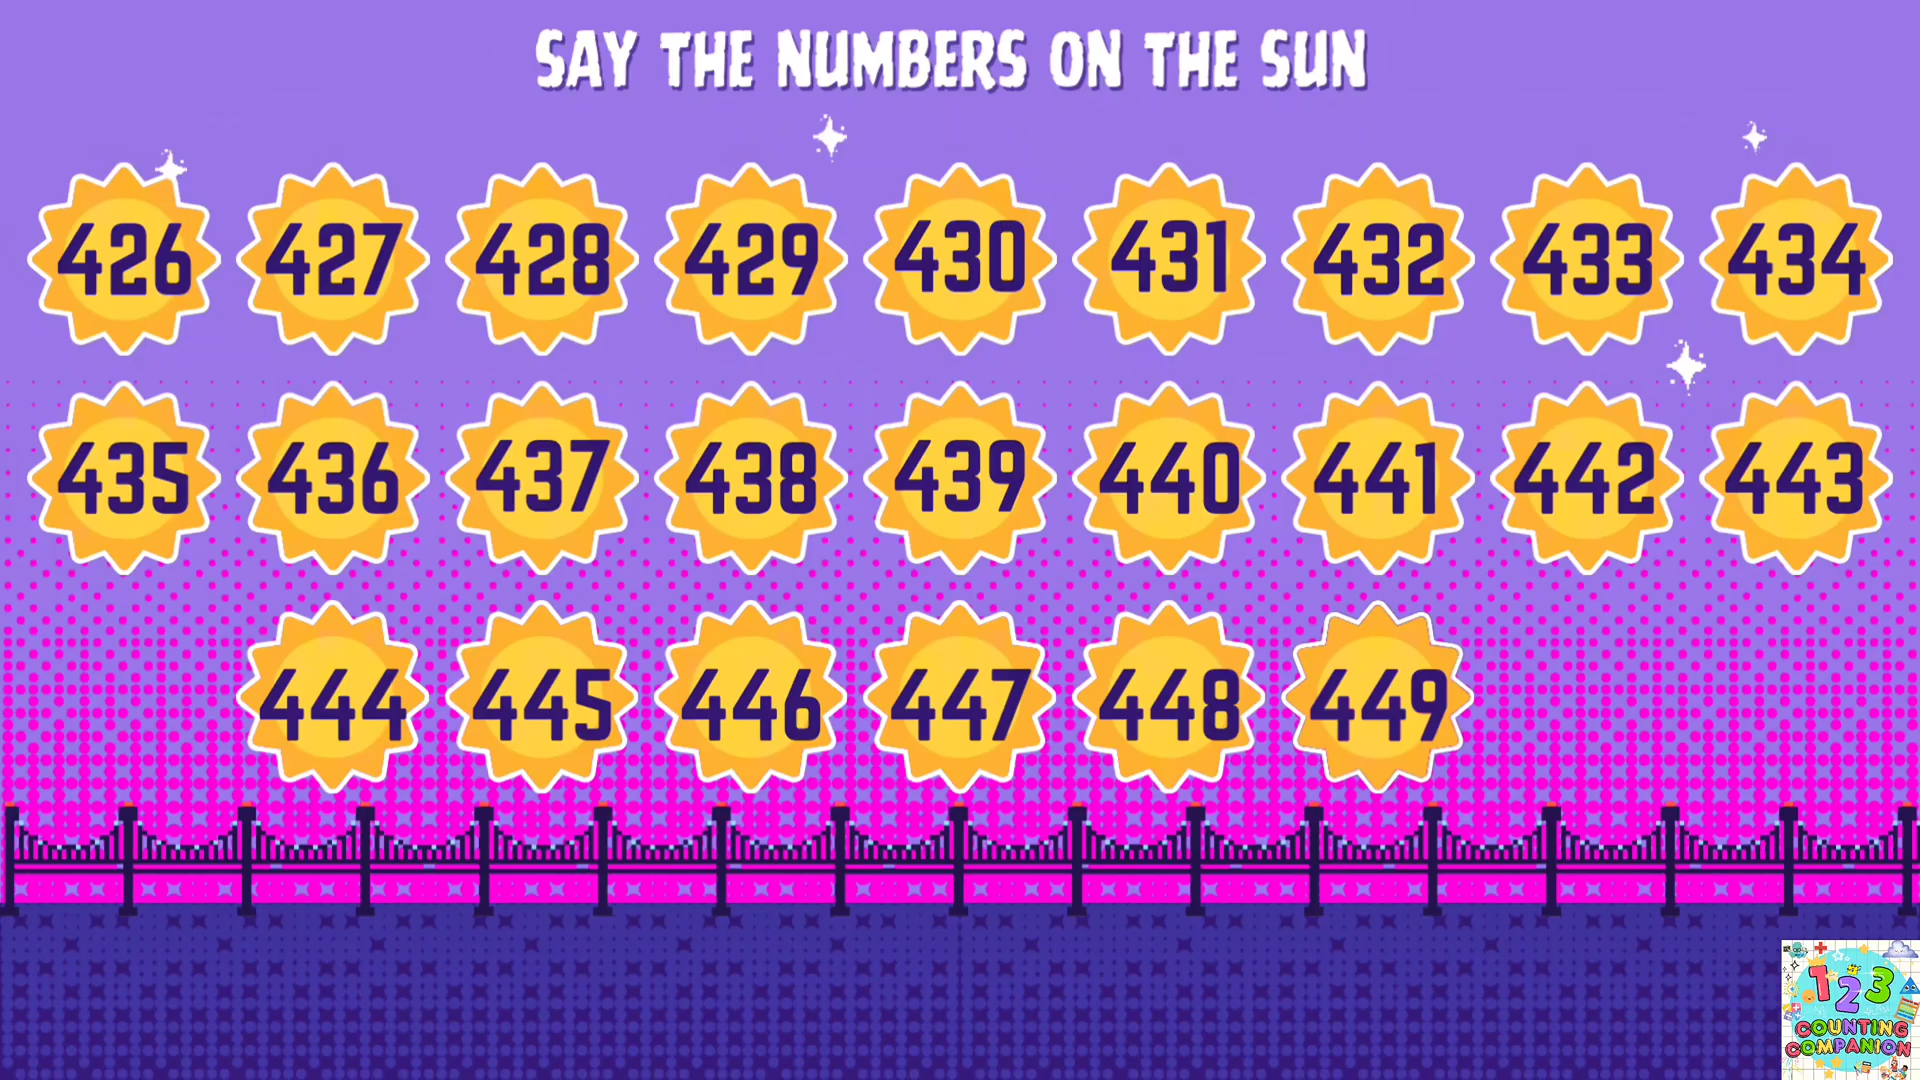 SAY THE NUMBERS ON THE SUN
426 427 428 429 430 431 432 433 434
435 436 437 438 439 440 441 442 443
444 445 446 447 448 449
123
COUNTING
COMPANION